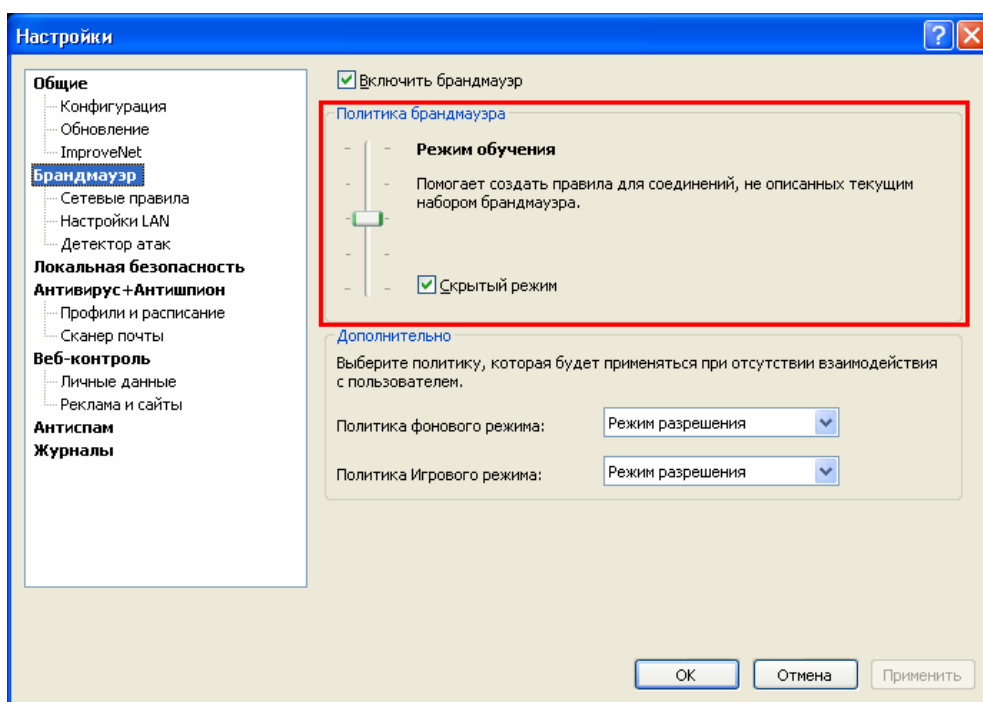 Настройки
Общие
Конфигурация
Обновление
ImproveNet
Брандмауэр
Сетевые правила
Настройки LAN
Детектор атак
Локальная безопасность
Антивирус+Антишпион
Профили и расписание
Сканер почты
Веб-контроль
Личные данные
Реклама и сайты
Антиспам
Журналы
Включить брандмауэр
Политика брандмауэра
Режим обучения
Помогает создать правила для соединений, не описанных текущим
набором брандмауэра.
Скрытый режим
Дополнительно
Выберите политику, которая будет применяться при отсутствии взаимодействия
с пользователем.
Политика фонового режима: Режим разрешения
Политика Игрового режима: Режим разрешения
OK Отмена Применить